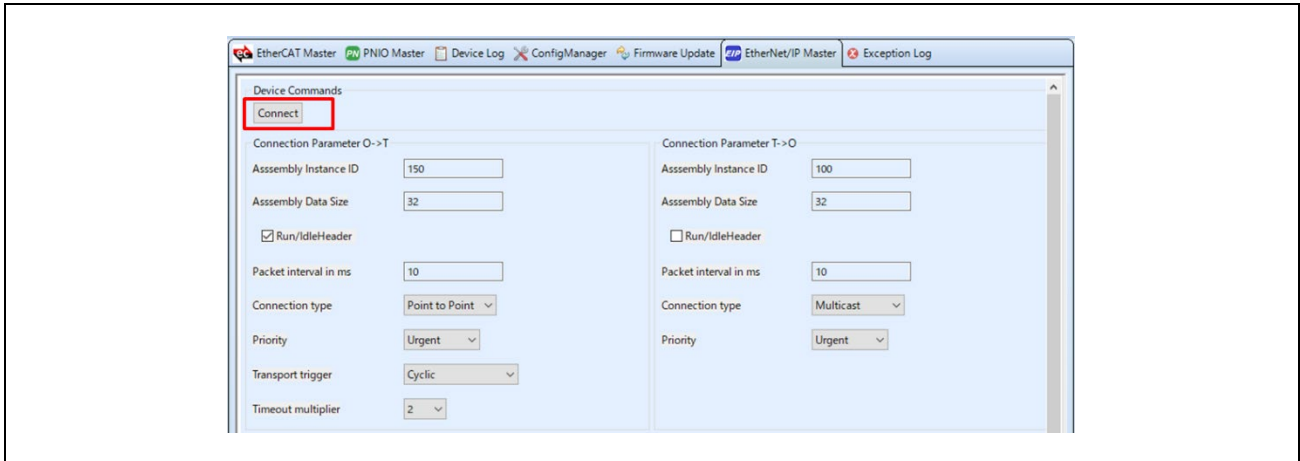 EtherCAT Master PN PNIO Master Device Log ConfigManager Firmware Update EIP EtherNet/IP Master Exception Log
Device Commands
Connect
Connection Parameter O->T
Asssembly Instance ID 150
Asssembly Data Size 32
Run/IdleHeader
Packet interval in ms 10
Connection type Point to Point
Priority Urgent
Transport trigger Cyclic
Timeout multiplier 2
Connection Parameter T->O
Asssembly Instance ID 100
Asssembly Data Size 32
Run/IdleHeader
Packet interval in ms 10
Connection type Multicast
Priority Urgent